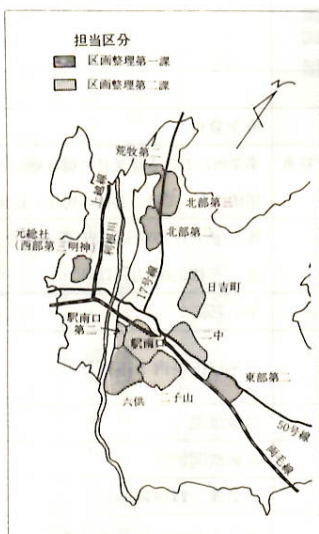 担当区分
区画整理第一課
区画整理第二課
荒牧第二
上越線
北部第三
元総社
(西部第三明神)
利根川
北部第二
17号線
日吉町
駅南口
第二
駅南口
二中
東部第二
六供
二子山
50号線
両毛線